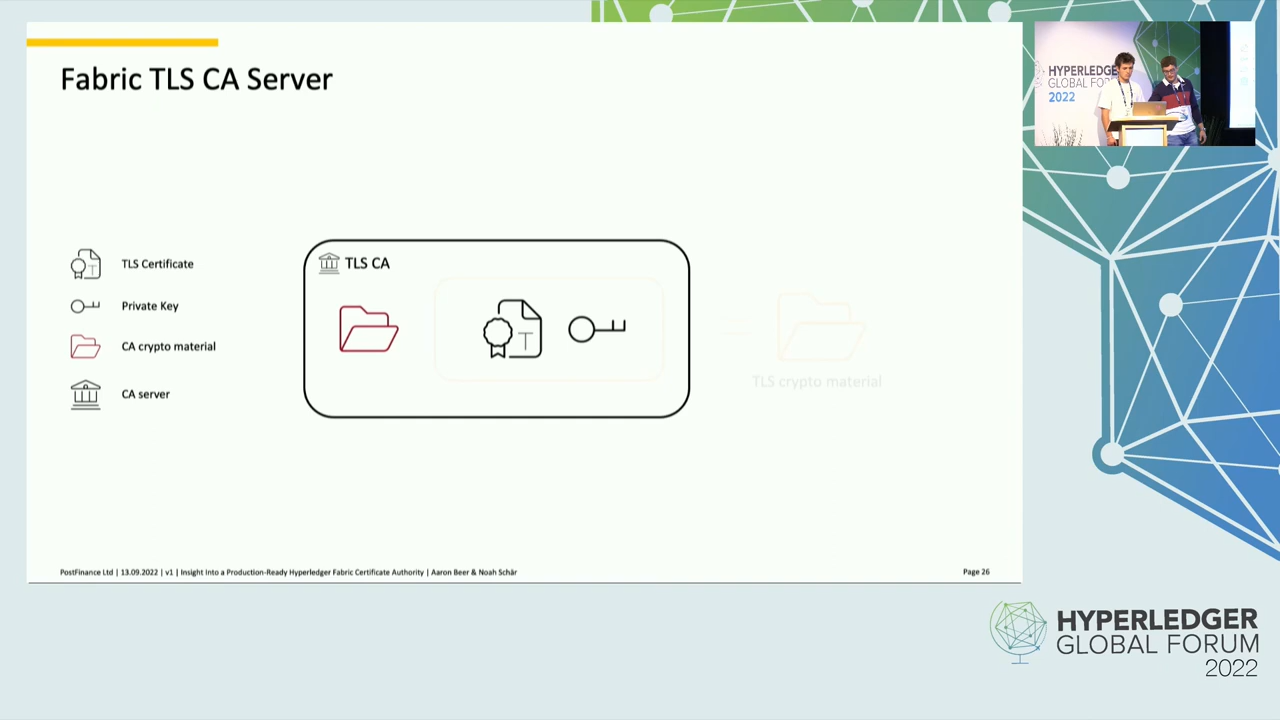 Fabric TLS CA Server
TLS Certificate
Private Key
CA crypto material
CA server
TLS CA
T
T
TLS crypto material
PostFinance Ltd | 13.09.2022 | v1 | Insight Into a Production-Ready Hyperledger Fabric Certificate Authority | Aaron Beer & Noah Schär
Page 26
HYPERLEDGE
GLOBAL FOR
2022
HYPERLEDGER
GLOBAL FORUM
2022